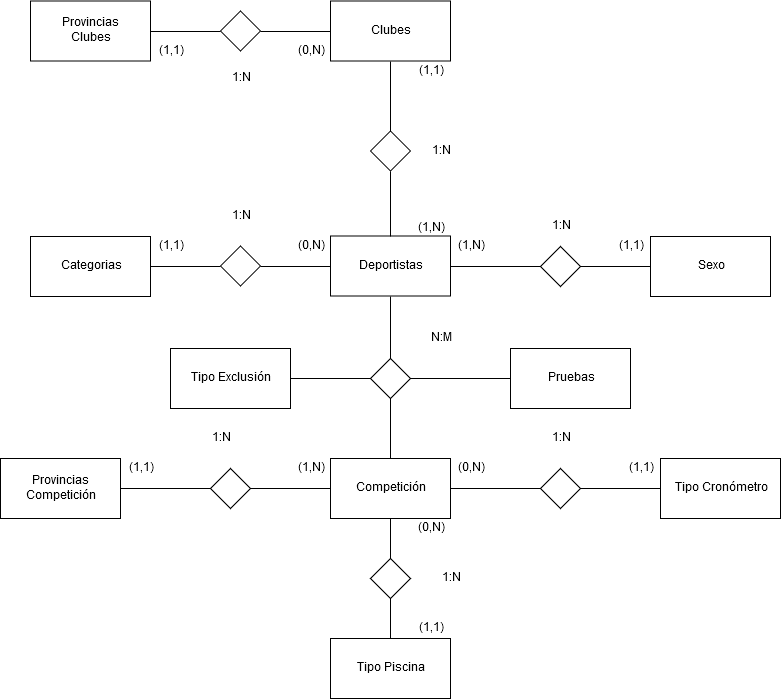 Provincias
Clubes
Clubes
(1,1)
(0,N)
1:N
(1,1)
1:N
(1,N)
1:N
1:N
(1,1)
(0,N)
(1,N)
(1,1)
Categorias
Deportistas
Sexo
N:M
Tipo Exclusión
Pruebas
1:N
1:N
(1,1)
(1,N)
(0,N)
(1,1)
Provincias
Competición
Competición
Tipo Cronómetro
(0,N)
1:N
(1,1)
Tipo Piscina